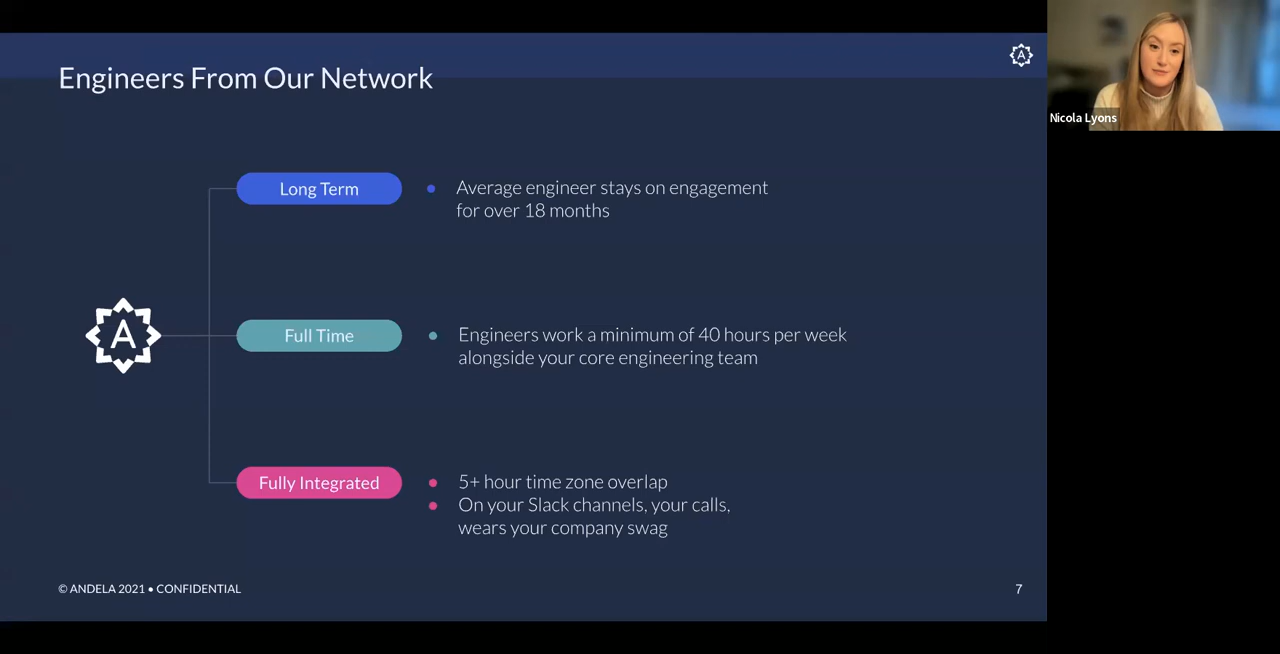 Engineers From Our Network
A
Nicola Lyons
Long Term
Average engineer stays on engagement
for over 18 months
A
Full Time
Engineers work a minimum of 40 hours per week
alongside your core engineering team
Fully Integrated
5+ hour time zone overlap
On your Slack channels, your calls,
wears your company swag
© ANDELA 2021 • CONFIDENTIAL
7